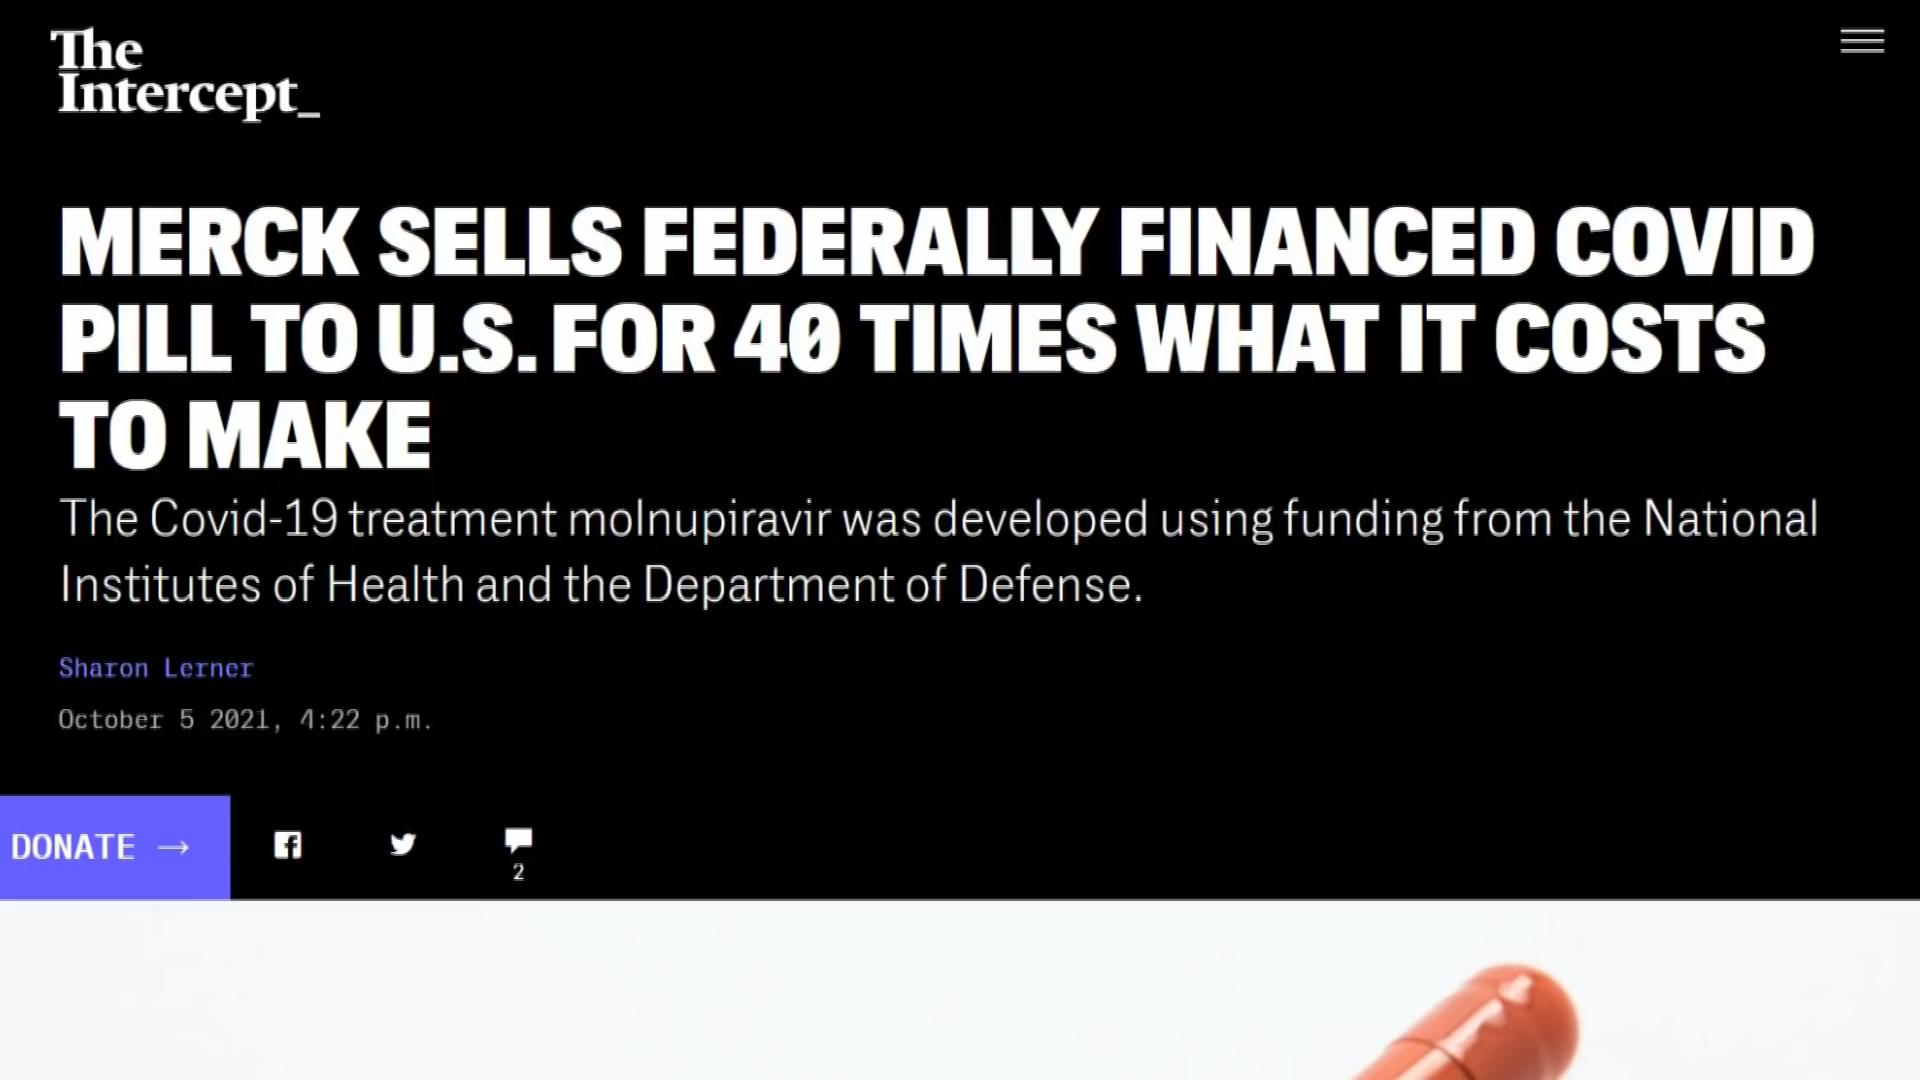 The
Intercept_
MERCK SELLS FEDERALLY FINANCED COVID
PILL TO U.S. FOR 40 TIMES WHAT IT COSTS
TO MAKE
The Covid-19 treatment molnupiravir was developed using funding from the National
Institutes of Health and the Department of Defense.
Sharon Lerner
October 5 2021, 4:22 p.m.
DONATE →
2